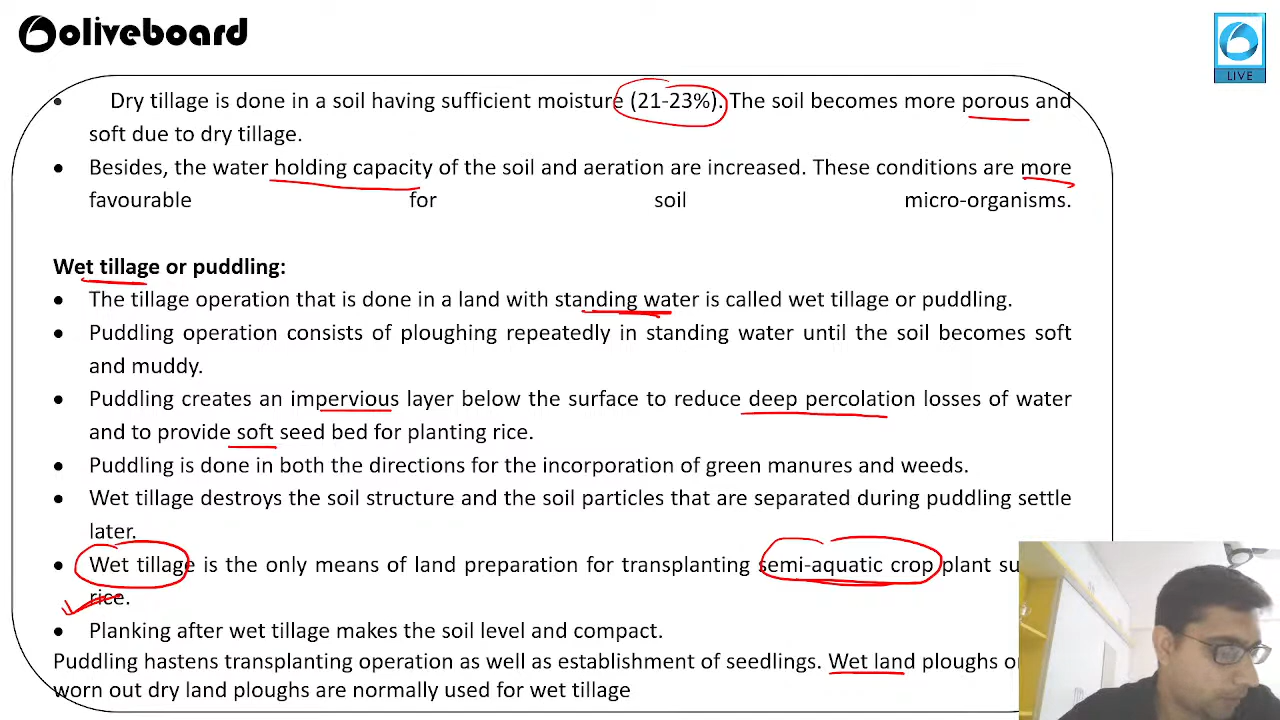 oliveboard
LIVE
• Dry tillage is done in a soil having sufficient moisture (21-23%). The soil becomes more porous and
soft due to dry tillage.
• Besides, the water holding capacity of the soil and aeration are increased. These conditions are more
favourable for soil micro-organisms.
Wet tillage or puddling:
• The tillage operation that is done in a land with standing water is called wet tillage or puddling.
• Puddling operation consists of ploughing repeatedly in standing water until the soil becomes soft
and muddy.
• Puddling creates an impervious layer below the surface to reduce deep percolation losses of water
and to provide soft seed bed for planting rice.
• Puddling is done in both the directions for the incorporation of green manures and weeds.
• Wet tillage destroys the soil structure and the soil particles that are separated during puddling settle
later.
• Wet tillage is the only means of land preparation for transplanting semi-aquatic crop plant
rice.
• Planking after wet tillage makes the soil level and compact.
Puddling hastens transplanting operation as well as establishment of seedlings. Wet land ploughs
worn out dry land ploughs are normally used for wet tillage